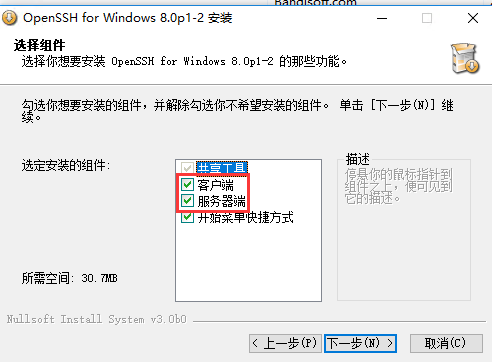 Bandisoft.com
OpenSSH for Windows 8.0p1-2 安装
选择组件
选择你想要安装 OpenSSH for Windows 8.0p1-2 的那些功能。
勾选你想要安装的组件，并解除勾选你不希望安装的组件。 单击 [下一步(N)] 继
续。
选定安装的组件:
共享工具
客户端
服务器端
开始菜单快捷方式
描述
停悬你的鼠标指针到
组件之上，便可见到
它的描述。
所需空间: 30.7MB
Nullsoft Install System v3.0b0
< 上一步(P)
下一步(N) >
取消(C)